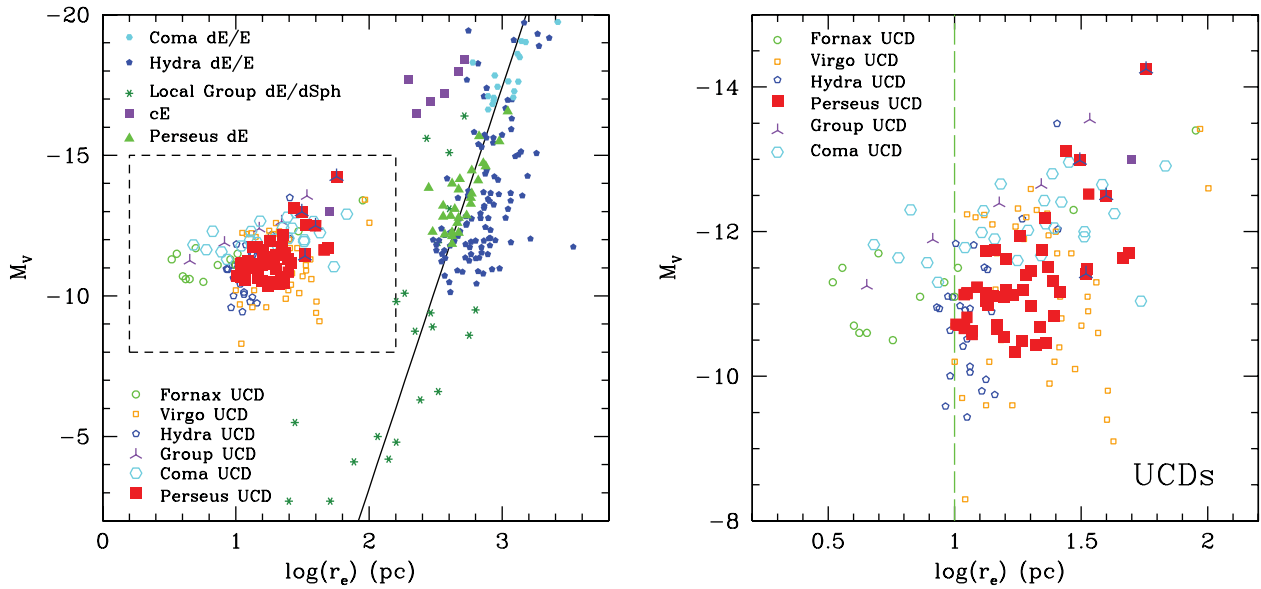 Coma dE/E
Hydra dE/E
Local Group dE/dSph
cE
Perseus dE
Fornax UCD
Virgo UCD
Hydra UCD
Group UCD
Coma UCD
Perseus UCD
-20
-15
-10
-5
M_V
0 1 2 3
log(r_e) (pc)
Fornax UCD
Virgo UCD
Hydra UCD
Perseus UCD
Group UCD
Coma UCD
UCDs
-14
-12
-10
-8
M_V
0.5 1 1.5 2
log(r_e) (pc)